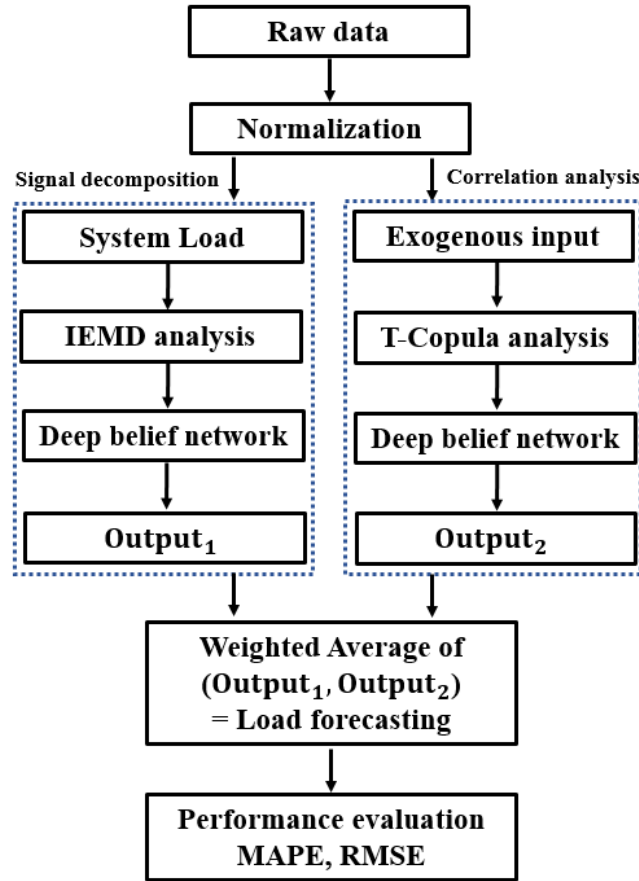 Raw data
Normalization
Signal decomposition
System Load
IEMD analysis
Deep belief network
Output₁
Correlation analysis
Exogenous input
T-Copula analysis
Deep belief network
Output₂
Weighted Average of
(Output₁, Output₂)
= Load forecasting
Performance evaluation
MAPE, RMSE